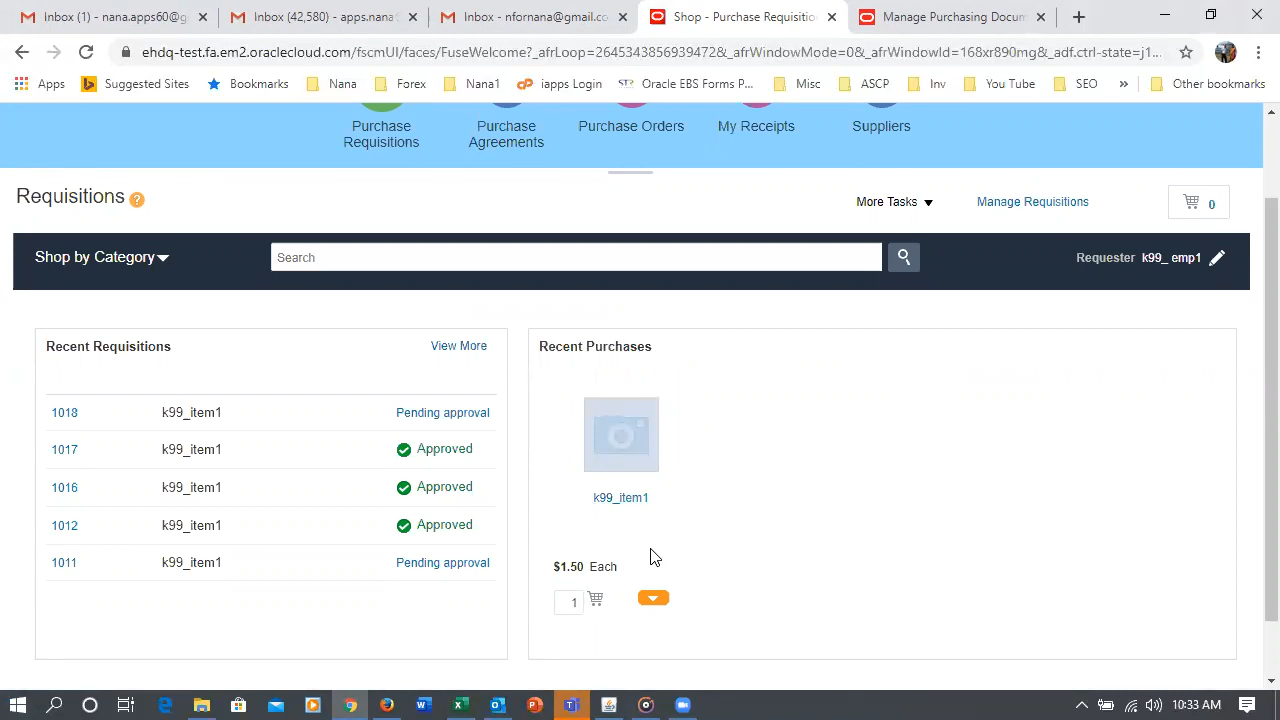 Inbox (1) - nana.apps08@g
Inbox (42,580) - apps.nana
Inbox - nfornana@gmail.co
Shop - Purchase Requisitio
Manage Purchasing Docum
ehdq-test.fa.em2.oraclecloud.com/fscmUI/faces/FuseWelcome?_afrLoop=264534385693947​2&_afrWindowMode=0&_afrWindowId=168xr890mg&_adf.ctrl-state=j1...
Apps
Suggested Sites
Bookmarks
Nana
Forex
Nana1
iapps Login
Oracle EBS Forms P...
Misc
ASCP
Inv
You Tube
SEO
»
Other bookmarks
Purchase
Requisitions
Purchase
Agreements
Purchase Orders
My Receipts
Suppliers
Requisitions ?
More Tasks
Manage Requisitions
0
Shop by Category
Search
Requester k99_ emp1
Recent Requisitions
View More
1018 k99_item1 Pending approval
1017 k99_item1 Approved
1016 k99_item1 Approved
1012 k99_item1 Approved
1011 k99_item1 Pending approval
Recent Purchases
k99_item1
$1.50 Each
1
10:33 AM